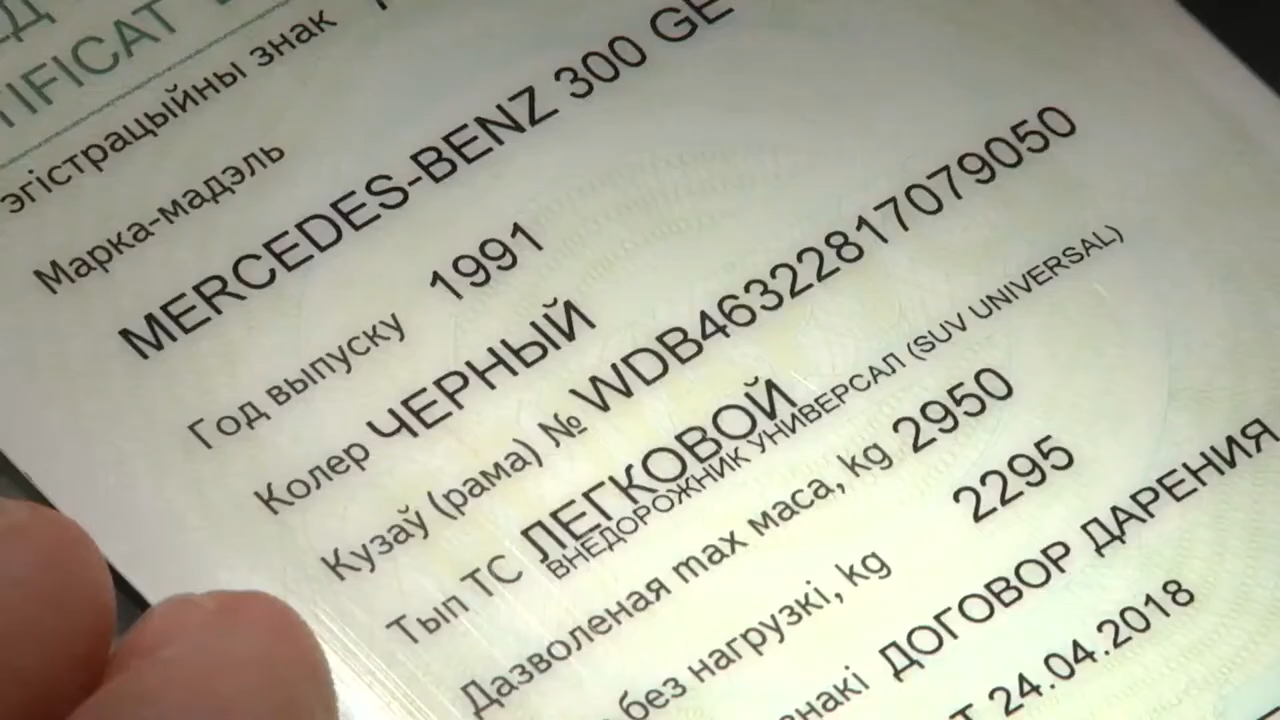 TIFICAT
эгістрацыйны знак
Марка-мадэль
MERCEDES-BENZ 300 GE
Год выпуску 1991
Колер ЧЕРНЫЙ
Кузаў (рама) № WDB46322817079050
Тып ТС ЛЕГКОВОЙ
ВНЕДОРОЖНИК УНИВЕРСАЛ (SUV UNIVERSAL)
Дазволеная max маса, kg 2950
без нагрузкі, kg 2295
знакі ДОГОВОР ДАРЕНИЯ
24.04.2018